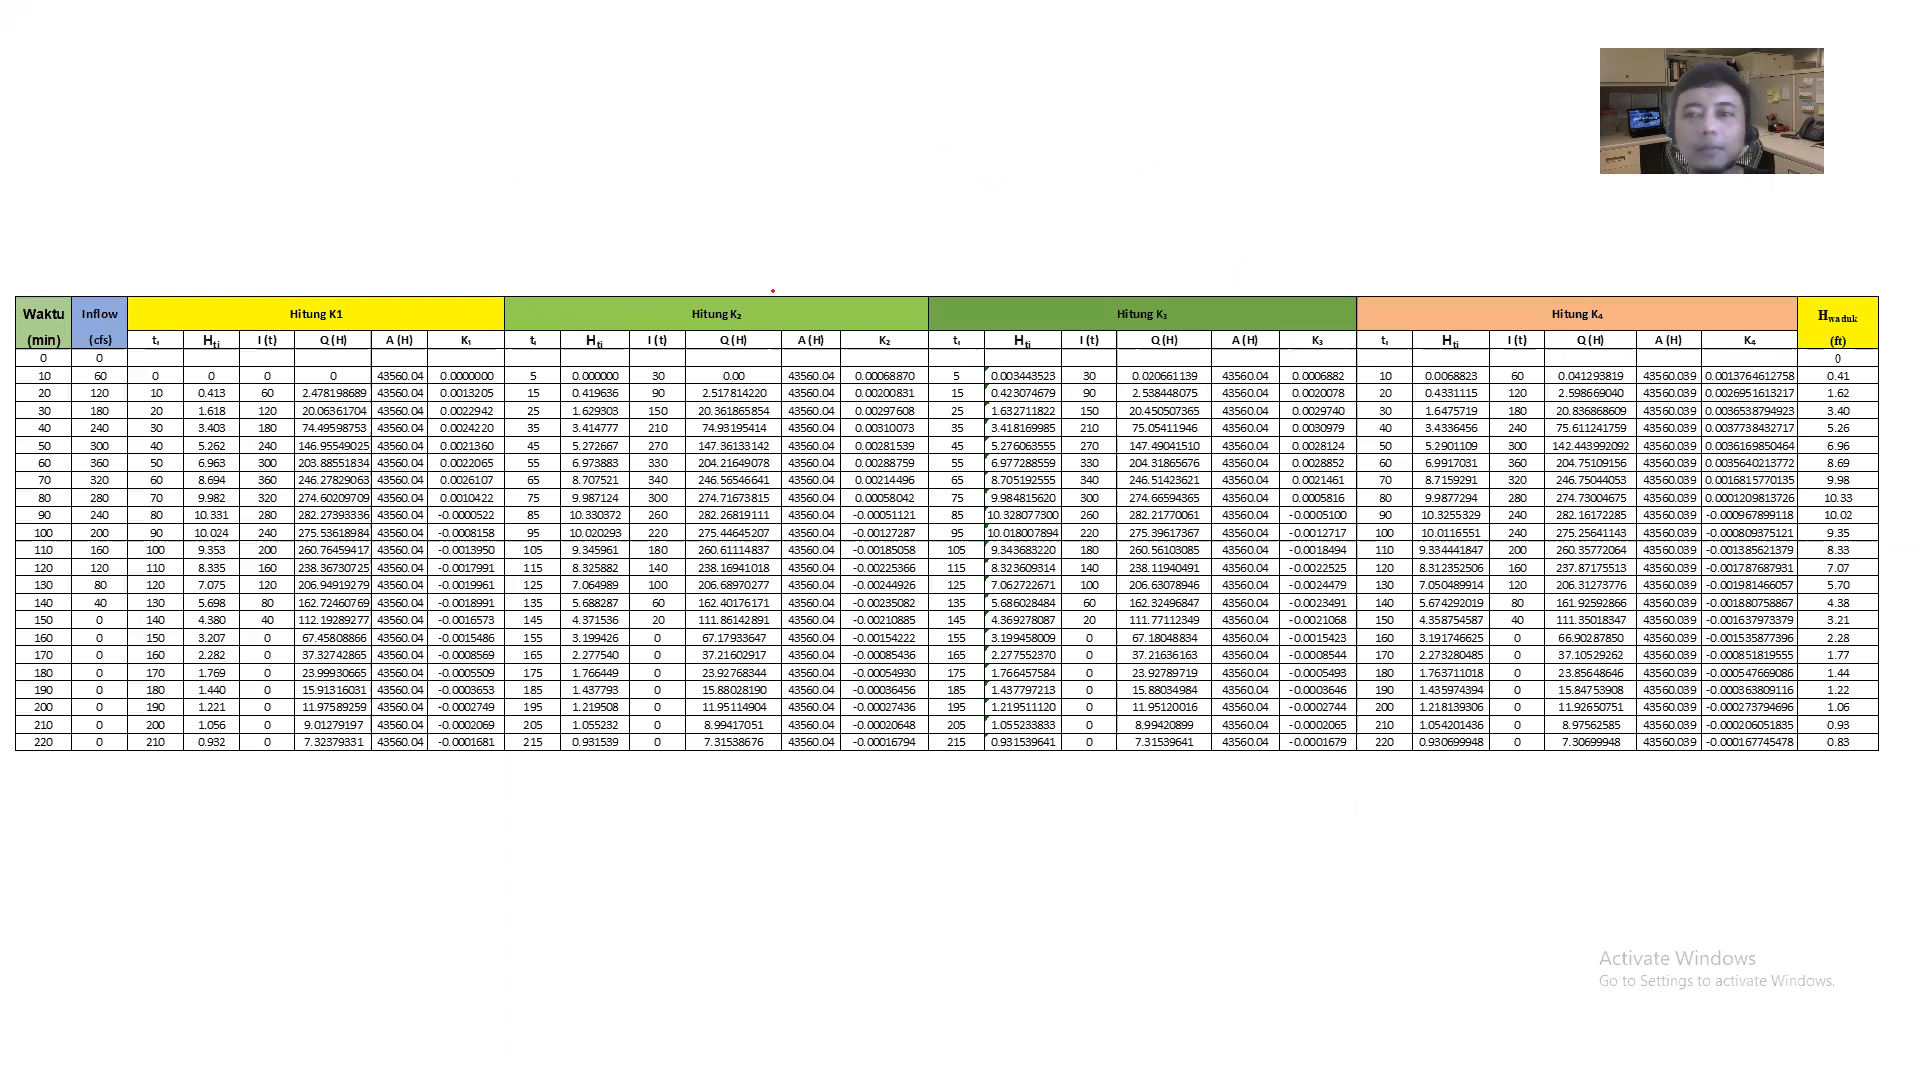 Waktu Inflow Hitung K1 Hitung K₂ Hitung K₃ Hitung K₄ Hwaduk
(min) (cfs) tᵢ Hti I (t) Q (H) A (H) K₁ tᵢ Hti I (t) Q (H) A (H) K₂ tᵢ Hti I (t) Q (H) A (H) K₃ tᵢ Hti I (t) Q (H) A (H) K₄ (ft)
0 0 0
10 60 0 0 0 0 43560.04 0.0000000 5 0.000000 30 0.00 43560.04 0.00068870 5 0.003443523 30 0.020661139 43560.04 0.0006882 10 0.0068823 60 0.041293819 43560.039 0.0013764612758 0.41
20 120 10 0.413 60 2.478198689 43560.04 0.0013205 15 0.419636 90 2.517814220 43560.04 0.00200831 15 0.423074679 90 2.538448075 43560.04 0.0020078 20 0.4331115 120 2.598669040 43560.039 0.0026951613217 1.62
30 180 20 1.618 120 20.06361704 43560.04 0.0022942 25 1.629303 150 20.361865854 43560.04 0.00297608 25 1.632711822 150 20.450507365 43560.04 0.0029740 30 1.6475719 180 20.836868609 43560.039 0.0036538794923 3.40
40 240 30 3.403 180 74.49598753 43560.04 0.0024220 35 3.414777 210 74.93195414 43560.04 0.00310073 35 3.418169985 210 75.05411946 43560.04 0.0030979 40 3.4336456 240 75.611241759 43560.039 0.0037738432717 5.26
50 300 40 5.262 240 146.95549025 43560.04 0.0021360 45 5.272667 270 147.36133142 43560.04 0.00281539 45 5.276063555 270 147.49041510 43560.04 0.0028124 50 5.2901109 300 142.443992092 43560.039 0.0036169850464 6.96
60 360 50 6.963 300 203.88551834 43560.04 0.0022065 55 6.973883 330 204.21649078 43560.04 0.00288759 55 6.977288559 330 204.31865676 43560.04 0.0028852 60 6.9917031 360 204.75109156 43560.039 0.0035640213772 8.69
70 320 60 8.694 360 246.27829063 43560.04 0.0026107 65 8.707521 340 246.56546641 43560.04 0.00214496 65 8.705192555 340 246.51423621 43560.04 0.0021461 70 8.7159291 320 246.75044053 43560.039 0.0016815770135 9.98
80 280 70 9.982 320 274.60209709 43560.04 0.0010422 75 9.987124 300 274.71673815 43560.04 0.00058042 75 9.984815620 300 274.66594365 43560.04 0.0005816 80 9.9877294 280 274.73004675 43560.039 0.0001209813726 10.33
90 240 80 10.331 280 282.27393336 43560.04 -0.0000522 85 10.330372 260 282.26819111 43560.04 -0.00051121 85 10.328077300 260 282.21770061 43560.04 -0.0005100 90 10.3255329 240 282.16172285 43560.039 -0.000967899118 10.02
100 200 90 10.024 240 275.53618984 43560.04 -0.0008158 95 10.020293 220 275.44645207 43560.04 -0.00127287 95 10.018007894 220 275.39617367 43560.04 -0.0012717 100 10.0116551 240 275.25641143 43560.039 -0.000809375121 9.35
110 160 100 9.353 200 260.76459417 43560.04 -0.0013950 105 9.345961 180 260.61114837 43560.04 -0.00185058 105 9.343683220 180 260.56103085 43560.04 -0.0018494 110 9.334441847 200 260.35772064 43560.039 -0.001385621379 8.33
120 120 110 8.335 160 238.36730725 43560.04 -0.0017991 115 8.325882 140 238.16941018 43560.04 -0.00225366 115 8.323609314 140 238.11940491 43560.04 -0.0022525 120 8.312352506 160 237.87175513 43560.039 -0.001787687931 7.07
130 80 120 7.075 120 206.94919279 43560.04 -0.0019961 125 7.064989 100 206.68970277 43560.04 -0.00244926 125 7.062722671 100 206.63078946 43560.04 -0.0024479 130 7.050489914 120 206.31273776 43560.039 -0.001981466057 5.70
140 40 130 5.698 80 162.72460769 43560.04 -0.0018991 135 5.688287 60 162.40176171 43560.04 -0.00235082 135 5.686028484 60 162.32496847 43560.04 -0.0023491 140 5.674292019 80 161.92592866 43560.039 -0.001880758867 4.38
150 0 140 4.380 40 112.19289277 43560.04 -0.0016573 145 4.371536 20 111.86142891 43560.04 -0.00210885 145 4.369278087 20 111.77112349 43560.04 -0.0021068 150 4.358754587 40 111.35018347 43560.039 -0.001637973379 3.21
160 0 150 3.207 0 67.45808866 43560.04 -0.0015486 155 3.199426 0 67.17933647 43560.04 -0.00154222 155 3.199458009 0 67.18048834 43560.04 -0.0015423 160 3.191746625 0 66.90287850 43560.039 -0.001535877396 2.28
170 0 160 2.282 0 37.32742865 43560.04 -0.0008569 165 2.277540 0 37.21602917 43560.04 -0.00085436 165 2.277552370 0 37.21636163 43560.04 -0.0008544 170 2.273280485 0 37.10529262 43560.039 -0.000851819555 1.77
180 0 170 1.769 0 23.99930665 43560.04 -0.0005509 175 1.766449 0 23.92768344 43560.04 -0.00054930 175 1.766457584 0 23.92789719 43560.04 -0.0005493 180 1.763711018 0 23.85648646 43560.039 -0.000547669086 1.44
190 0 180 1.440 0 15.91316031 43560.04 -0.0003653 185 1.437793 0 15.88028190 43560.04 -0.00036456 185 1.437797213 0 15.88034984 43560.04 -0.0003646 190 1.435974394 0 15.84753908 43560.039 -0.000363809116 1.22
200 0 190 1.221 0 11.97589259 43560.04 -0.0002749 195 1.219508 0 11.95114904 43560.04 -0.00027436 195 1.219511120 0 11.95120016 43560.04 -0.0002744 200 1.218139306 0 11.92650751 43560.039 -0.000273794696 1.06
210 0 200 1.056 0 9.01279197 43560.04 -0.0002069 205 1.055232 0 8.99417051 43560.04 -0.00020648 205 1.055233833 0 8.99420899 43560.04 -0.0002065 210 1.054201436 0 8.97562585 43560.039 -0.000206051835 0.93
220 0 210 0.932 0 7.32379331 43560.04 -0.0001681 215 0.931539 0 7.31538676 43560.04 -0.00016794 215 0.931539641 0 7.31539641 43560.04 -0.0001679 220 0.930699948 0 7.30699948 43560.039 -0.000167745478 0.83
Activate Windows
Go to Settings to activate Windows.